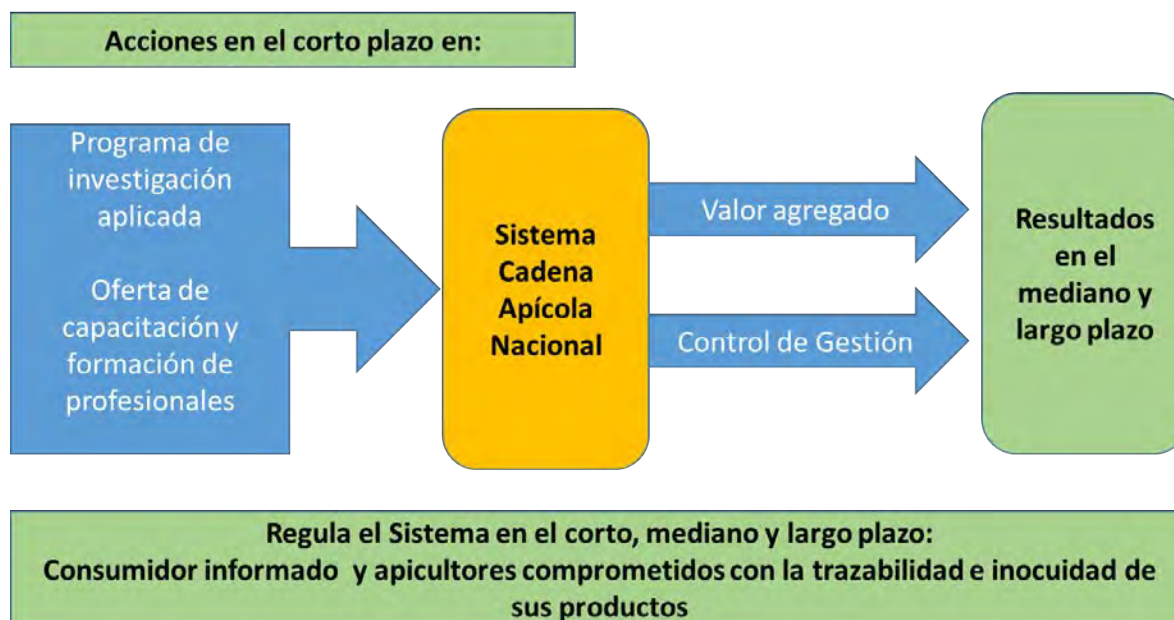 Acciones en el corto plazo en:
Programa de
investigación
aplicada
Oferta de
capacitación y
formación de
profesionales
Sistema
Cadena
Apícola
Nacional
Valor agregado
Control de Gestión
Resultados
en el
mediano y
largo plazo
Regula el Sistema en el corto, mediano y largo plazo:
Consumidor informado y apicultores comprometidos con la trazabilidad e inocuidad de
sus productos